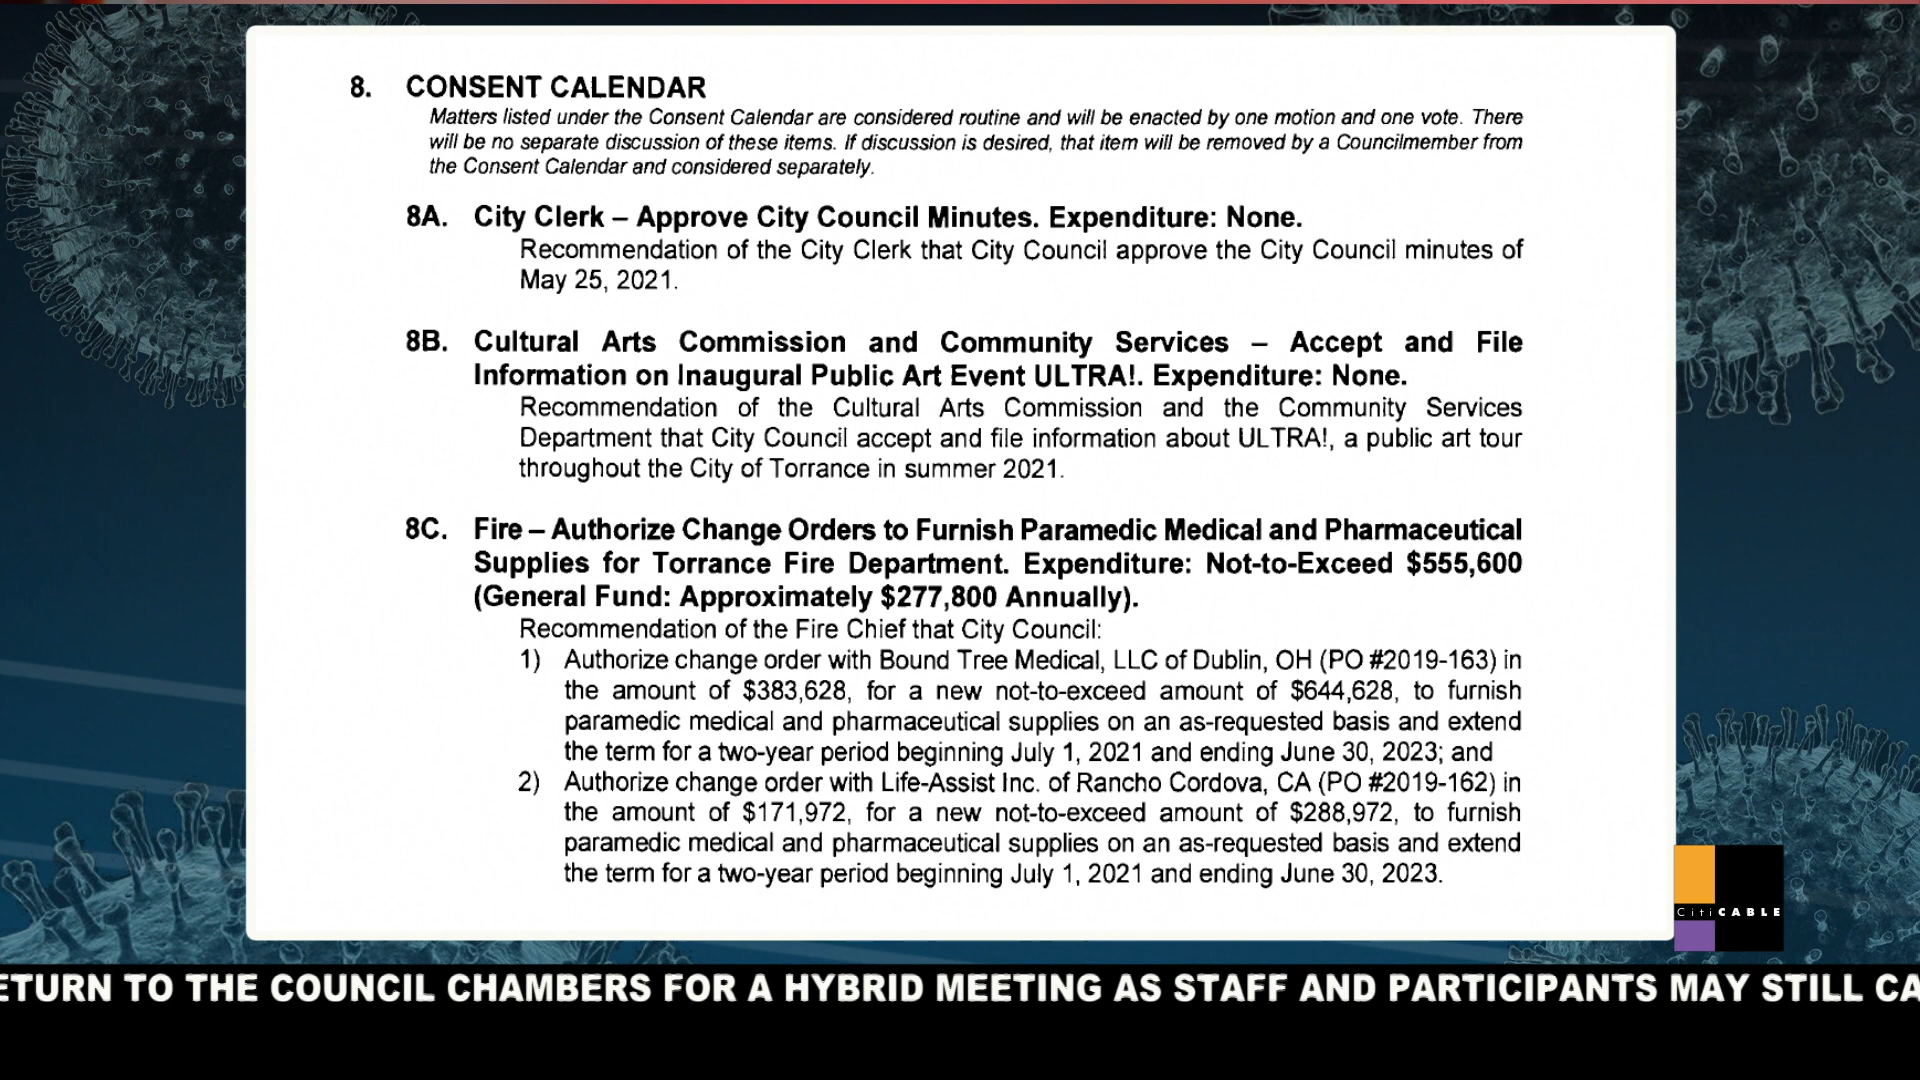 8. CONSENT CALENDAR
Matters listed under the Consent Calendar are considered routine and will be enacted by one motion and one vote. There
will be no separate discussion of these items. If discussion is desired, that item will be removed by a Councilmember from
the Consent Calendar and considered separately.
8A. City Clerk – Approve City Council Minutes. Expenditure: None.
Recommendation of the City Clerk that City Council approve the City Council minutes of
May 25, 2021.
8B. Cultural Arts Commission and Community Services – Accept and File
Information on Inaugural Public Art Event ULTRA!. Expenditure: None.
Recommendation of the Cultural Arts Commission and the Community Services
Department that City Council accept and file information about ULTRA!, a public art tour
throughout the City of Torrance in summer 2021.
8C. Fire – Authorize Change Orders to Furnish Paramedic Medical and Pharmaceutical
Supplies for Torrance Fire Department. Expenditure: Not-to-Exceed $555,600
(General Fund: Approximately $277,800 Annually).
Recommendation of the Fire Chief that City Council:
1) Authorize change order with Bound Tree Medical, LLC of Dublin, OH (PO #2019-163) in
the amount of $383,628, for a new not-to-exceed amount of $644,628, to furnish
paramedic medical and pharmaceutical supplies on an as-requested basis and extend
the term for a two-year period beginning July 1, 2021 and ending June 30, 2023; and
2) Authorize change order with Life-Assist Inc. of Rancho Cordova, CA (PO #2019-162) in
the amount of $171,972, for a new not-to-exceed amount of $288,972, to furnish
paramedic medical and pharmaceutical supplies on an as-requested basis and extend
the term for a two-year period beginning July 1, 2021 and ending June 30, 2023.
CitiCABLE
ETURN TO THE COUNCIL CHAMBERS FOR A HYBRID MEETING AS STAFF AND PARTICIPANTS MAY STILL CA